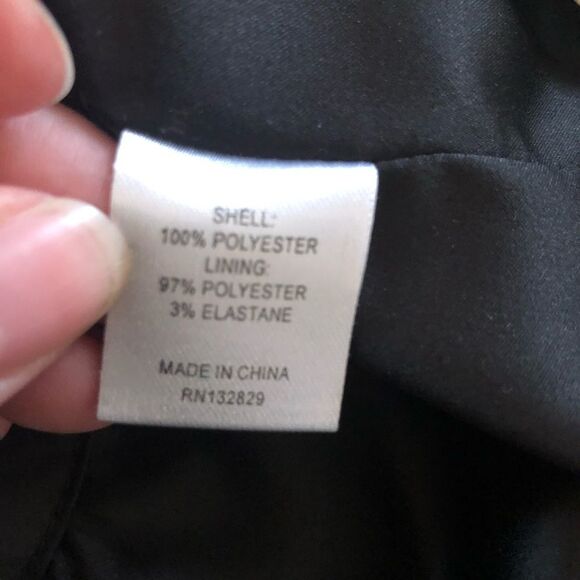 SHELL:
100% POLYESTER
LINING:
97% POLYESTER
3% ELASTANE
MADE IN CHINA
RN132829